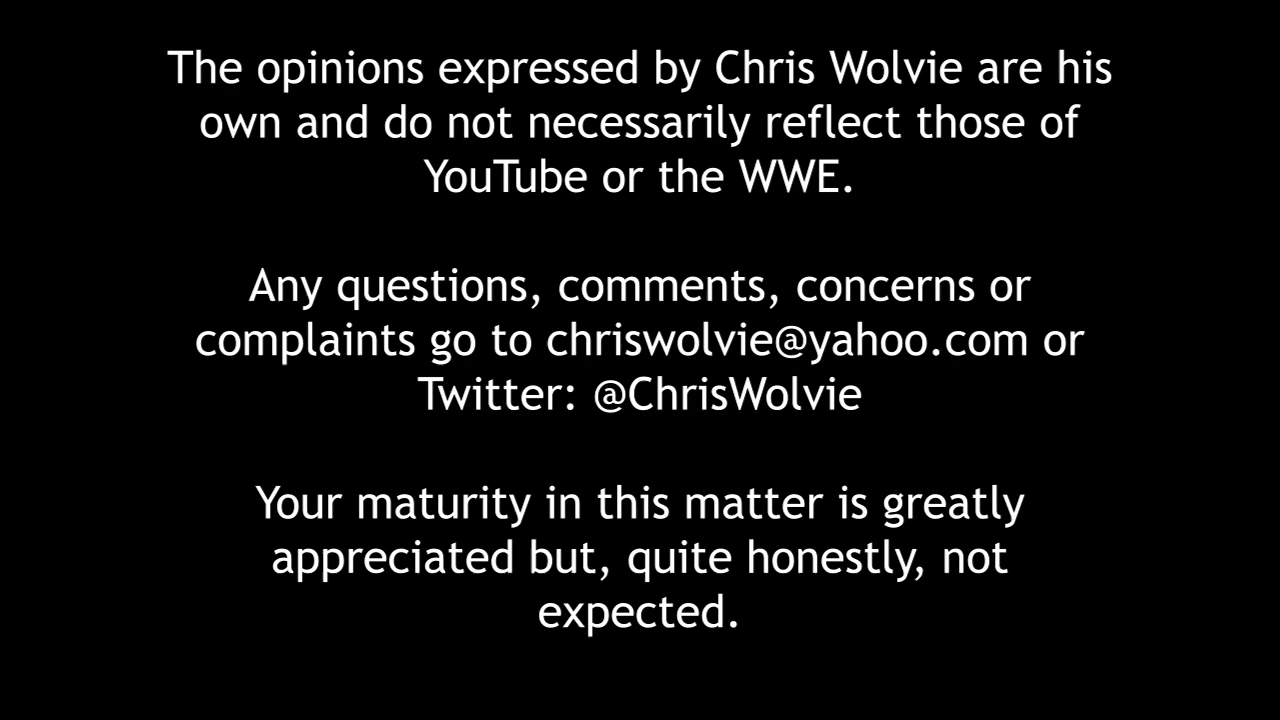 The opinions expressed by Chris Wolvie are his
own and do not necessarily reflect those of
YouTube or the WWE.
Any questions, comments, concerns or
complaints go to chriswolvie@yahoo.com or
Twitter: @ChrisWolvie
Your maturity in this matter is greatly
appreciated but, quite honestly, not
expected.